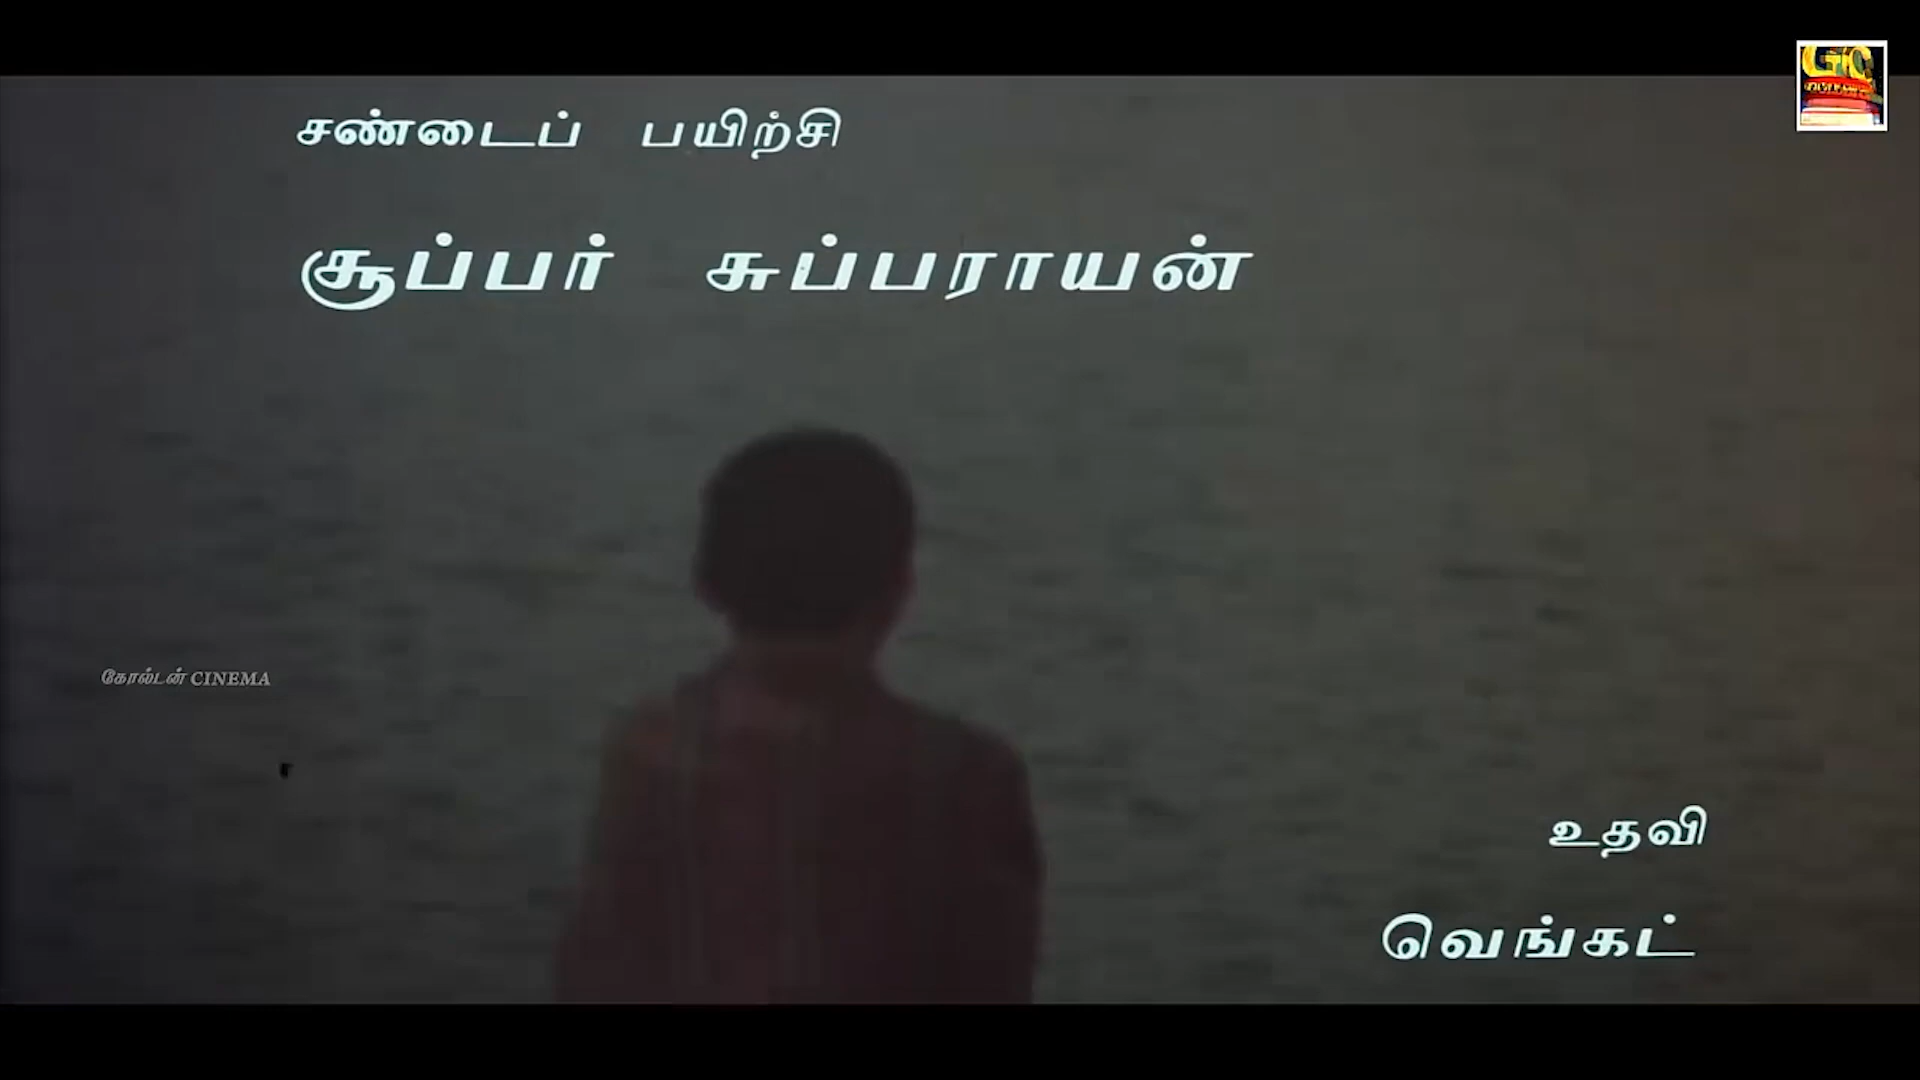 சண்டைப் பயிற்சி
சூப்பர் சுப்பராயன்
கோல்டன் CINEMA
உதவி
வெங்கட்